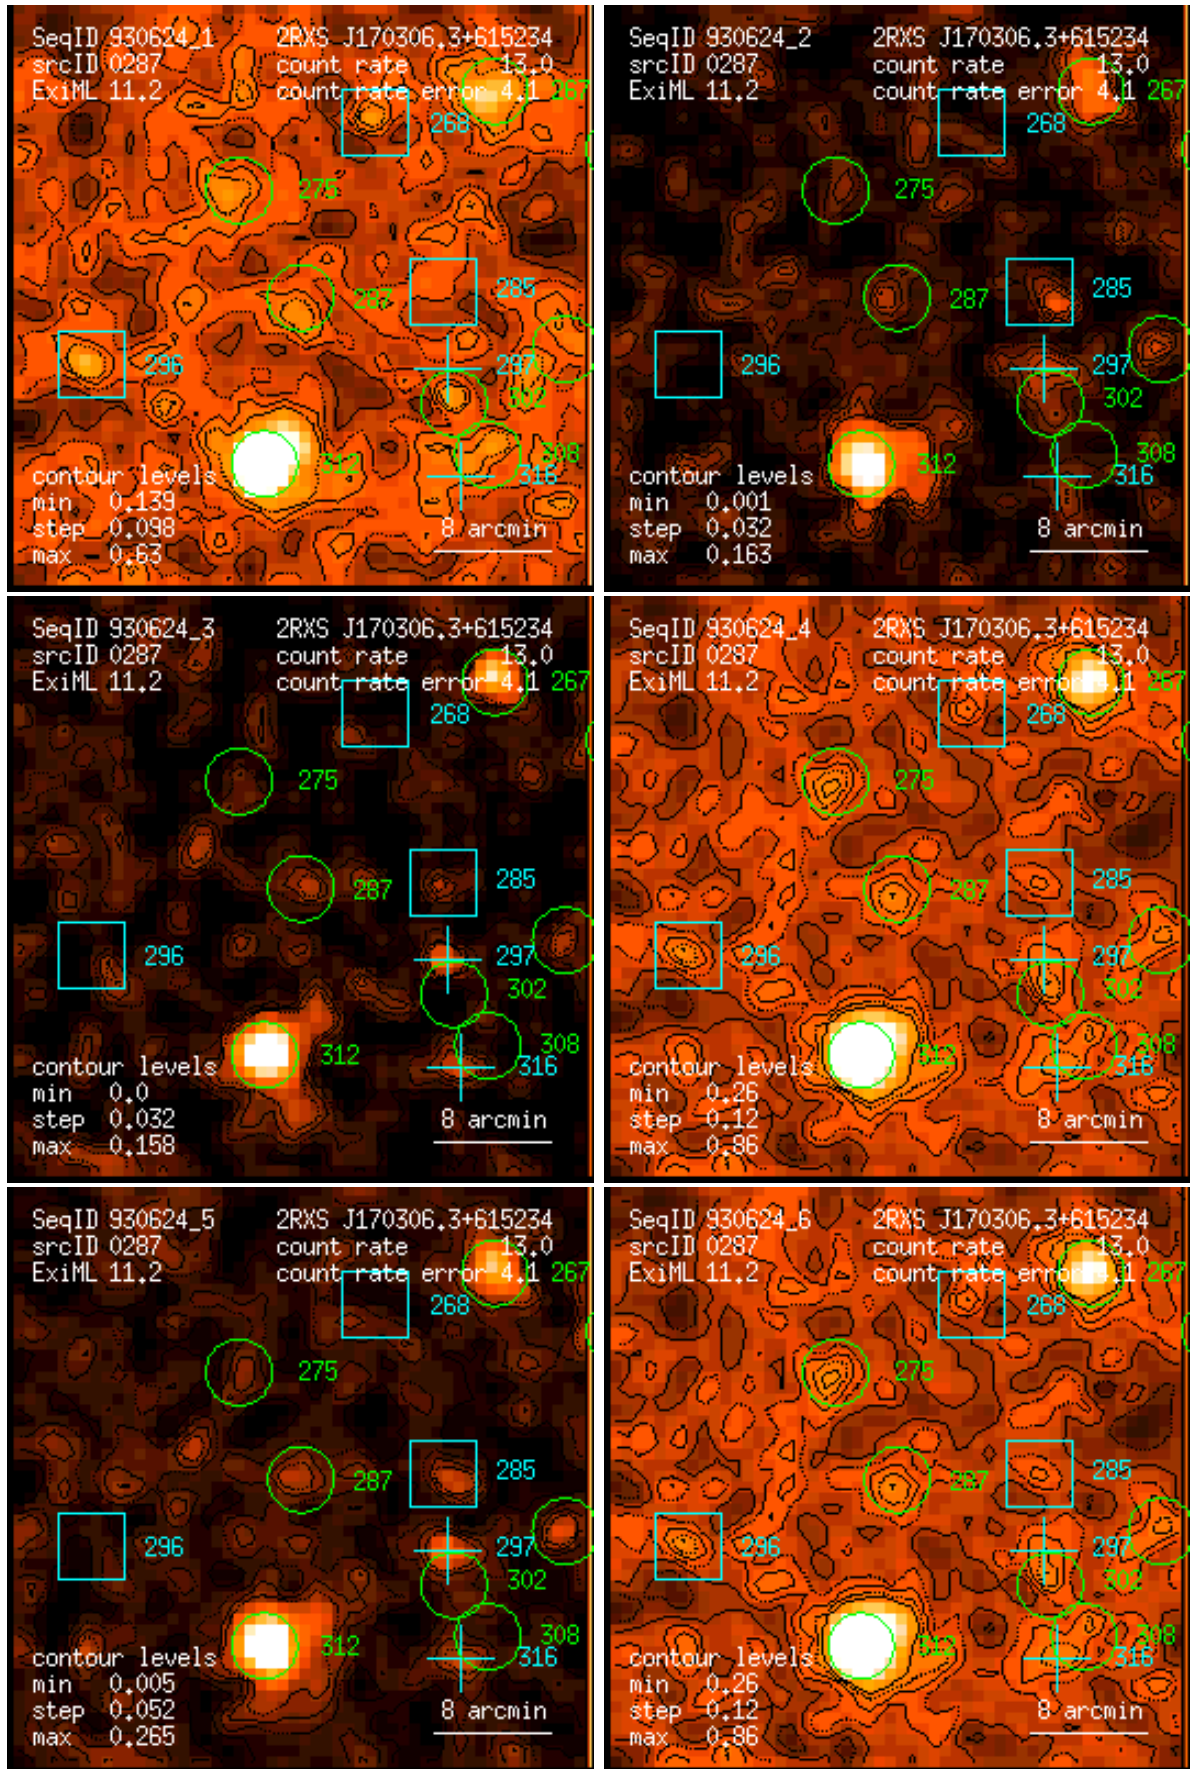 SeqID 930624_1 2RXS J170306.3+615234
srcID 0287 count rate 13.0
ExiML 11.2 count rate error 4.1 267
268
275
285
287
296
297
302
308
312
316
contour levels
min 0.139
step 0.098
max 0.63
8 arcmin
SeqID 930624_2 2RXS J170306.3+615234
srcID 0287 count rate 13.0
ExiML 11.2 count rate error 4.1 267
268
275
285
287
296
297
302
308
312
316
contour levels
min 0.001
step 0.032
max 0.163
8 arcmin
SeqID 930624_3 2RXS J170306.3+615234
srcID 0287 count rate 13.0
ExiML 11.2 count rate error 4.1 267
268
275
285
287
296
297
302
308
312
316
contour levels
min 0.0
step 0.032
max 0.158
8 arcmin
SeqID 930624_4 2RXS J170306.3+615234
srcID 0287 count rate 13.0
ExiML 11.2 count rate error 4.1 267
268
275
285
287
296
297
302
308
312
316
contour levels
min 0.26
step 0.12
max 0.86
8 arcmin
SeqID 930624_5 2RXS J170306.3+615234
srcID 0287 count rate 13.0
ExiML 11.2 count rate error 4.1 267
268
275
285
287
296
297
302
308
312
316
contour levels
min 0.005
step 0.052
max 0.265
8 arcmin
SeqID 930624_6 2RXS J170306.3+615234
srcID 0287 count rate 13.0
ExiML 11.2 count rate error 4.1 267
268
275
285
287
296
297
302
308
312
316
contour levels
min 0.26
step 0.12
max 0.86
8 arcmin